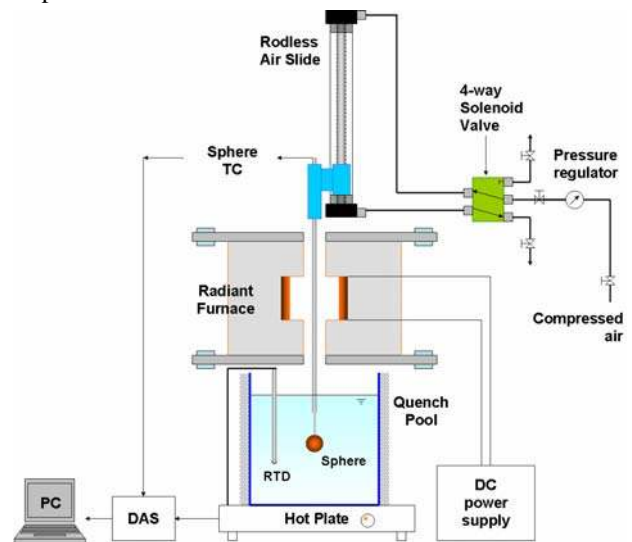 Rodless
Air Slide
4-way
Solenoid
Valve
Sphere
TC
Pressure
regulator
Radiant
Furnace
Compressed
air
Quench
Pool
RTD
Sphere
PC
DAS
Hot Plate
DC
power
supply